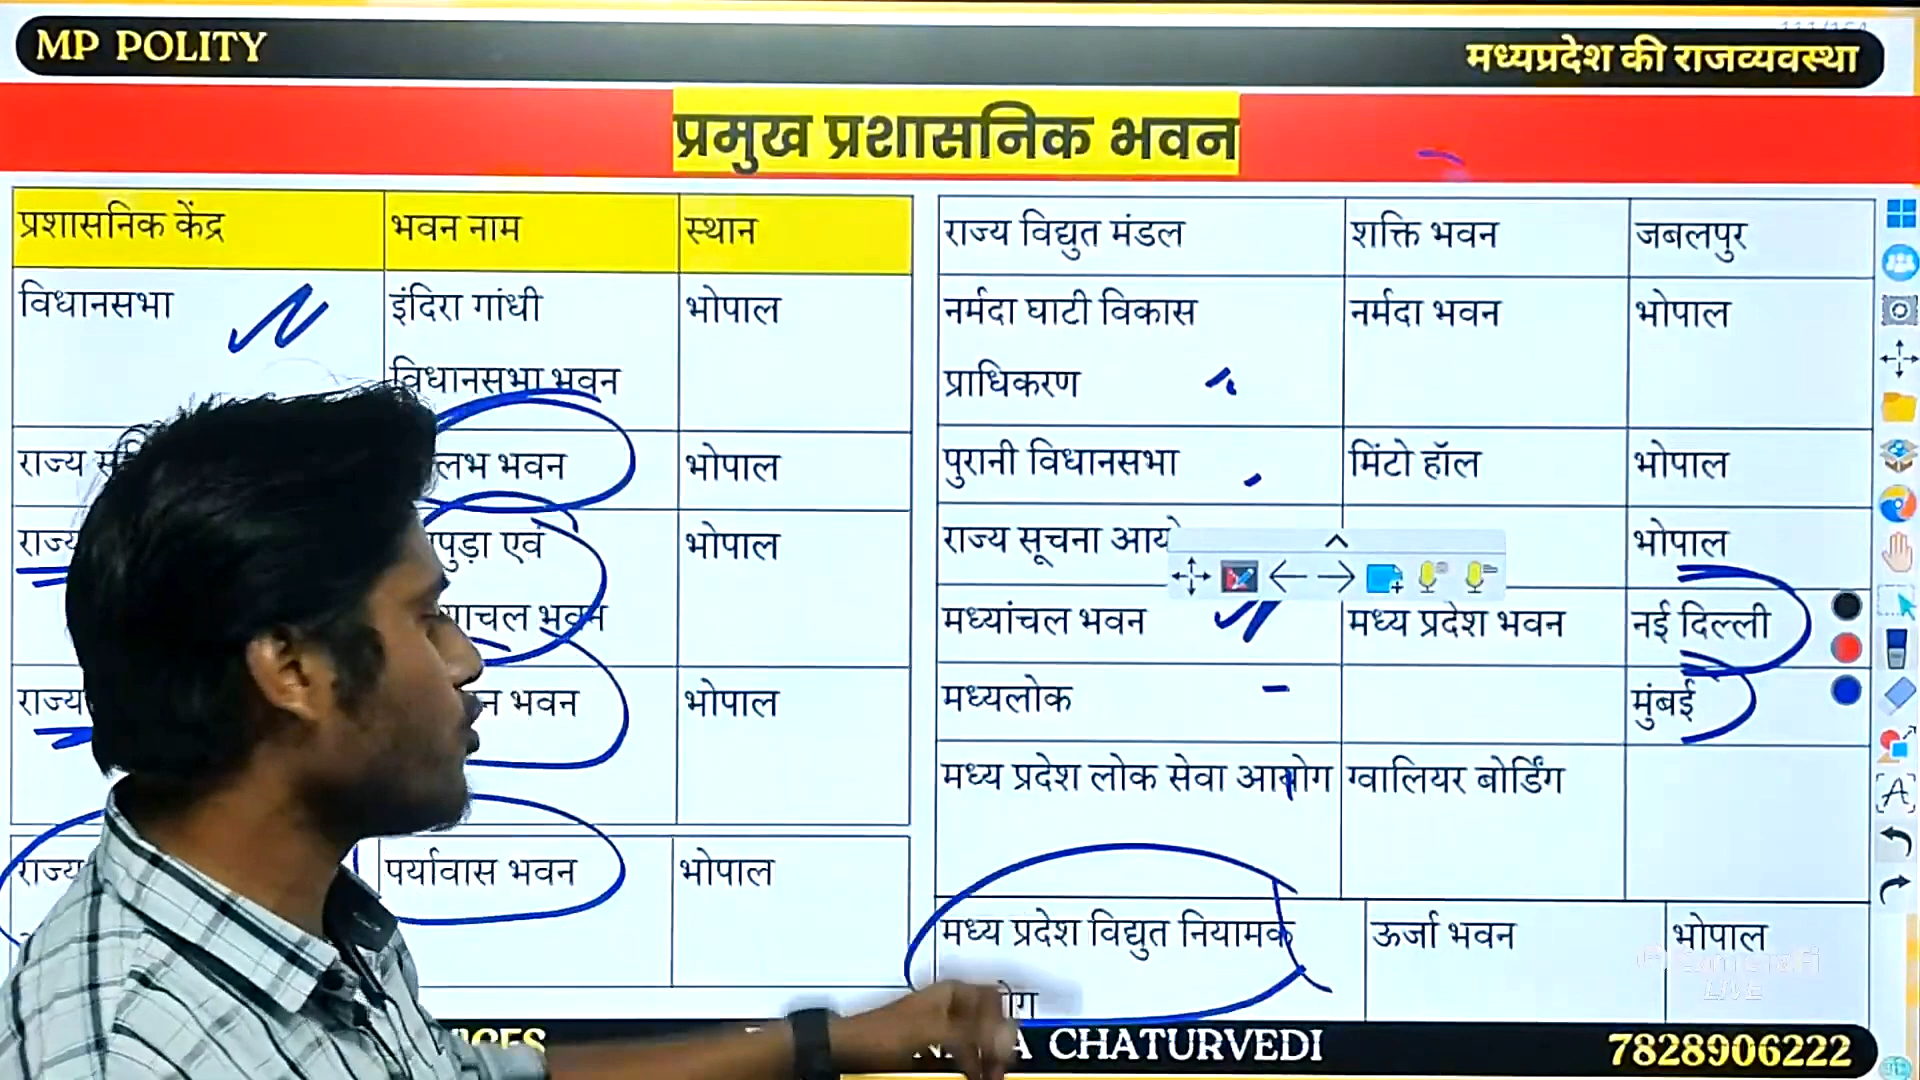 MP POLITY
मध्यप्रदेश की राजव्यवस्था
प्रमुख प्रशासनिक भवन
प्रशासनिक केंद्र भवन नाम स्थान
विधानसभा इंदिरा गांधी भोपाल
विधानसभा भवन
राज्य भवन भोपाल
एवं भोपाल
भवन
भवन भोपाल
पर्यावास भवन भोपाल
राज्य विद्युत मंडल शक्ति भवन जबलपुर
नर्मदा घाटी विकास नर्मदा भवन भोपाल
प्राधिकरण
पुरानी विधानसभा मिंटो हॉल भोपाल
राज्य सूचना भोपाल
मध्यांचल भवन मध्य प्रदेश भवन नई दिल्ली
मध्यलोक मुंबई
मध्य प्रदेश लोक सेवा आयोग ग्वालियर बोर्डिंग
मध्य प्रदेश विद्युत नियामक ऊर्जा भवन भोपाल
CHATURVEDI
7828906222